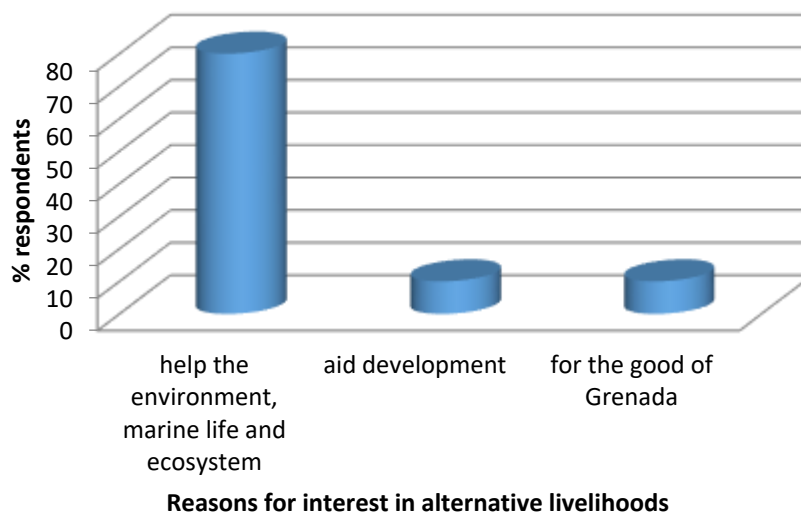 % respondents
80
70
60
50
40
30
20
10
0
help the
environment,
marine life and
ecosystem
aid development
for the good of
Grenada
Reasons for interest in alternative livelihoods